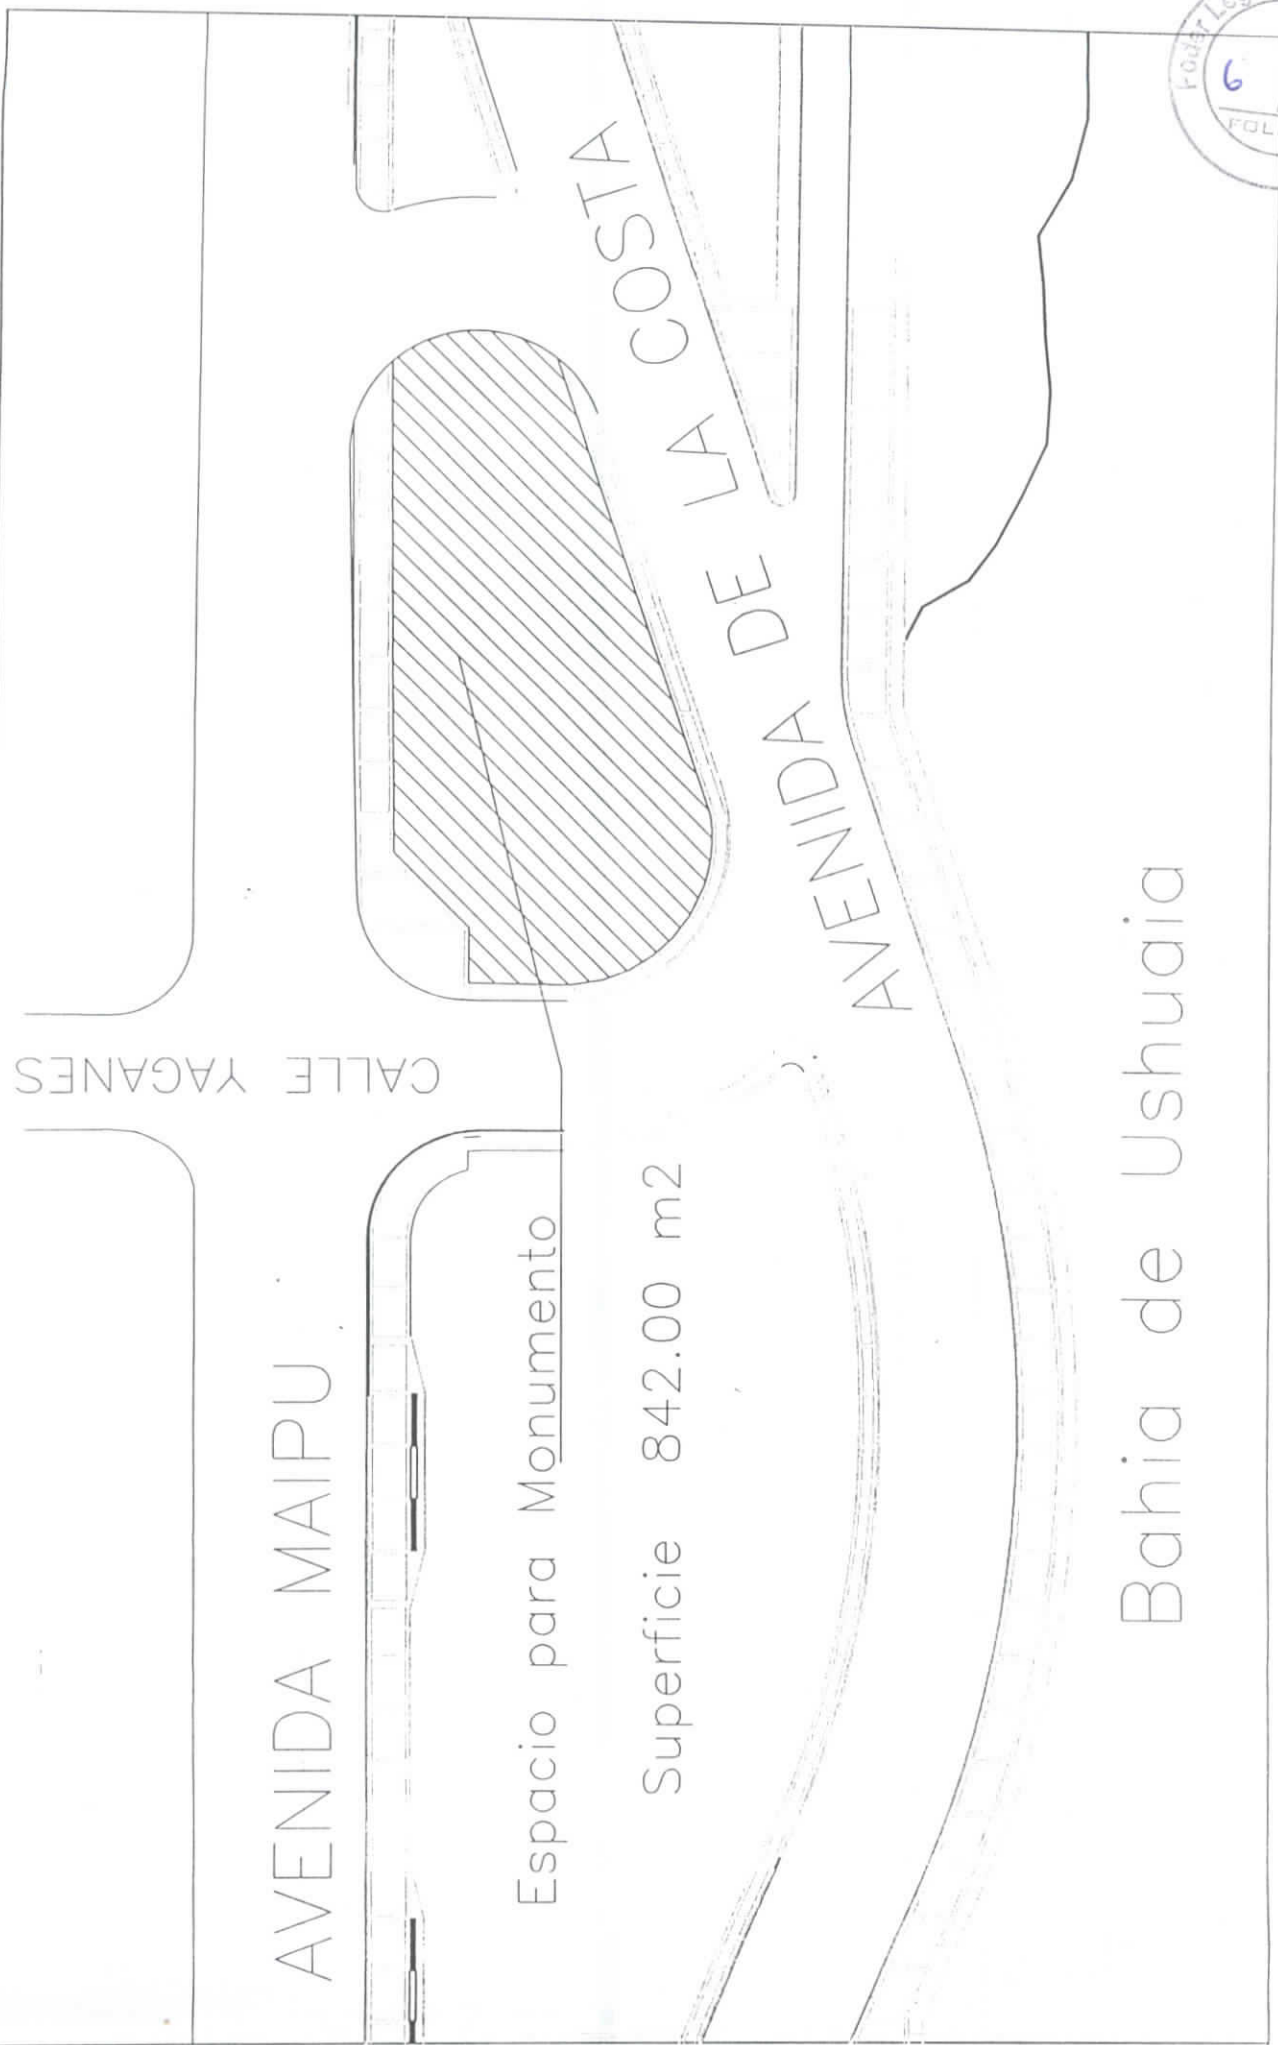 CALLE YAGANES
AVENIDA MAIPU
Espacio para Monumento
Superficie 842.00 m2
AVENIDA DE LA COSTA
Bahia de Ushuaia
6